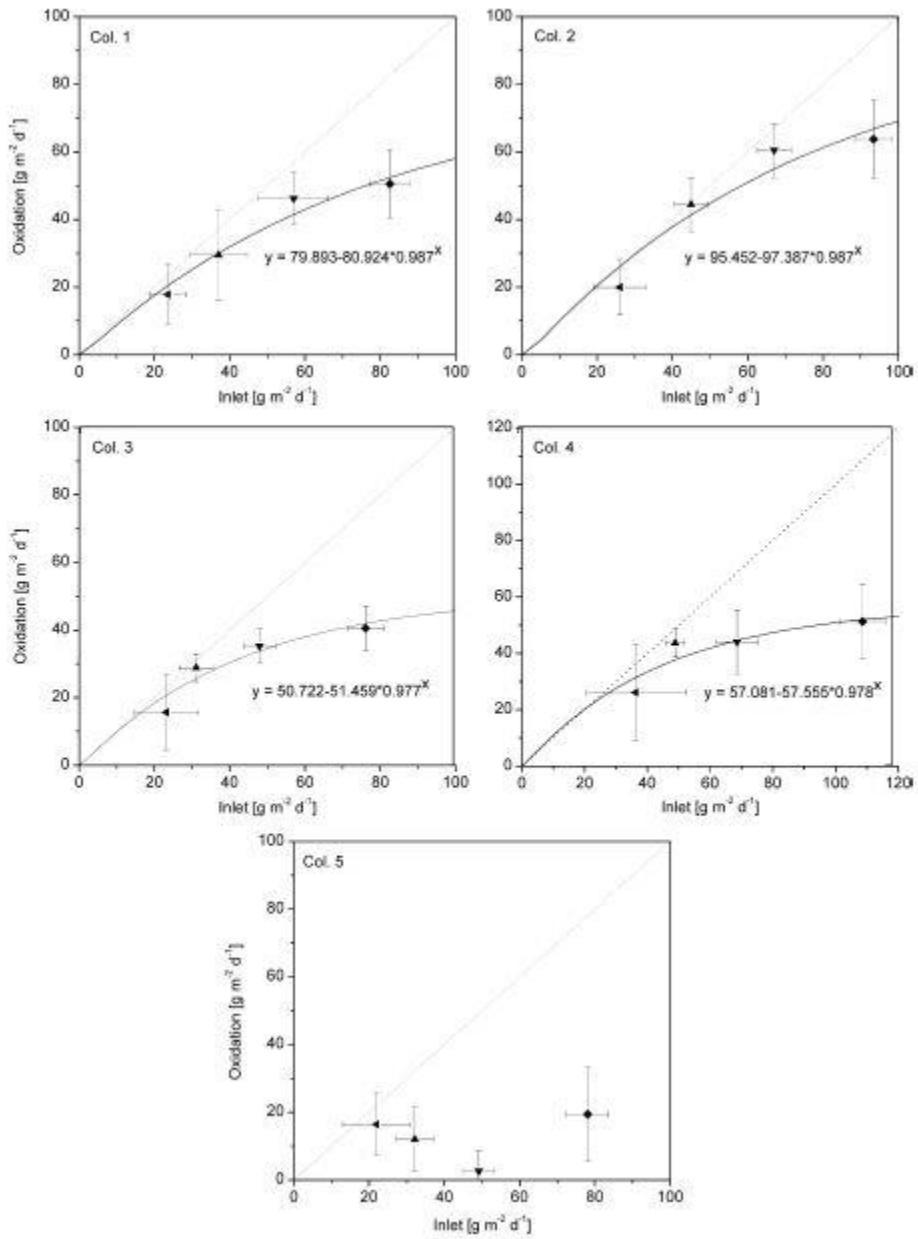 Col. 1
100
80
60
40
20
0
Oxidation [g m⁻² d⁻¹]
y = 79.893-80.924*0.987ˣ
0 20 40 60 80 100
Inlet [g m⁻² d⁻¹]
Col. 2
100
80
60
40
20
0
y = 95.452-97.387*0.987ˣ
0 20 40 60 80 100
Inlet [g m⁻² d⁻¹]
Col. 3
100
80
60
40
20
0
Oxidation [g m⁻² d⁻¹]
y = 50.722-51.459*0.977ˣ
0 20 40 60 80 100
Inlet [g m⁻² d⁻¹]
Col. 4
120
100
80
60
40
20
0
y = 57.081-57.555*0.978ˣ
0 20 40 60 80 100 120
Inlet [g m⁻² d⁻¹]
Col. 5
100
80
60
40
20
0
Oxidation [g m⁻² d⁻¹]
0 20 40 60 80 100
Inlet [g m⁻² d⁻¹]